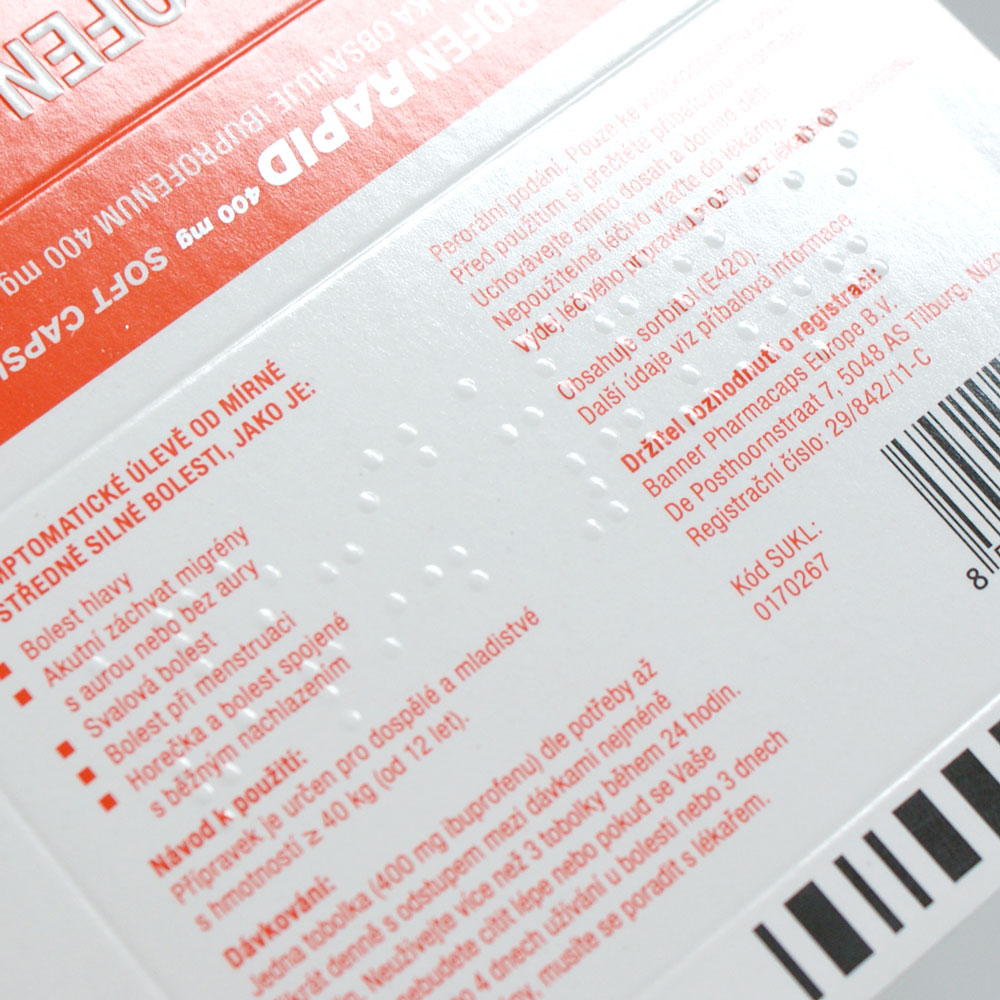 OFEN
ROFEN RAPID 400 mg SOFT CAPS
OBSAHUJE IBUPROFENUM 400 mg
Perorální podání. Pouze ke
Před použitím si přečtěte příbalovou
Uchovávejte mimo dosah a dohled dětí.
Nepoužitelné léčivo vraťte do lékárny.
Výdej léčivého přípravku možný bez
Obsahuje sorbitol (E420).
Další údaje viz příbalová informace.
Držitel rozhodnutí o registraci:
Banner Pharmacaps Europe B.V.
De Posthoornstraat 7, 5048 AS Tilburg,
Registrační číslo: 29/842/11-C
Kód SUKL:
0170267
8
MPTOMATICKÉ ÚLEVĚ OD MÍRNÉ
STŘEDNĚ SILNÉ BOLESTI, JAKO JE:
Bolest hlavy
Akutní záchvat migrény
s aurou nebo bez aury
Svalová bolest
Bolest při menstruaci
Horečka a bolest spojené
s běžným nachlazením
Návod k použití:
Přípravek je určen pro dospělé a mladistvé
s hmotností ≥ 40 kg (od 12 let).
Dávkování:
Jedna tobolka (400 mg ibuprofenu) dle potřeby až
krát denně s odstupem mezi dávkami nejméně
Neužívejte více než 3 tobolky během 24 hodin.
nebudete cítit lépe nebo pokud se Vaše
4 dnech užívání u bolesti nebo 3 dnech
musíte se poradit s lékařem.